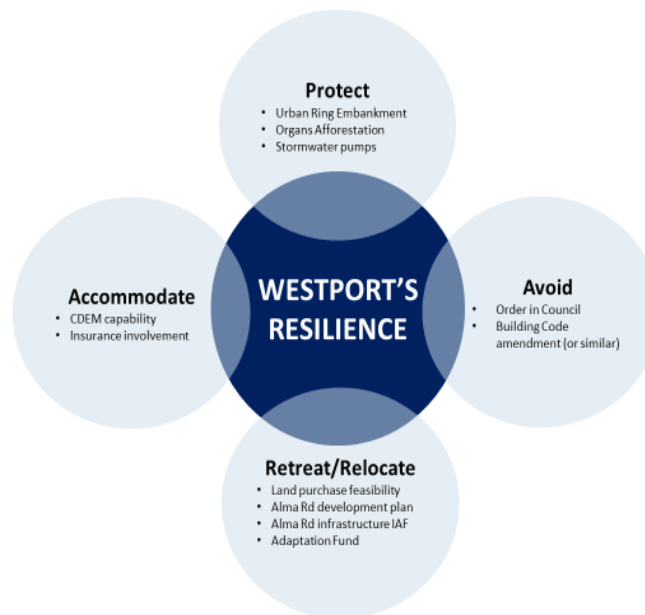 Protect
• Urban Ring Embankment
• Organs Afforestation
• Stormwater pumps
Accommodate
• CDEM capability
• Insurance involvement
WESTPORT'S
RESILIENCE
Avoid
• Order in Council
• Building Code
amendment (or similar)
Retreat/Relocate
• Land purchase feasibility
• Alma Rd development plan
• Alma Rd infrastructure IAF
• Adaptation Fund